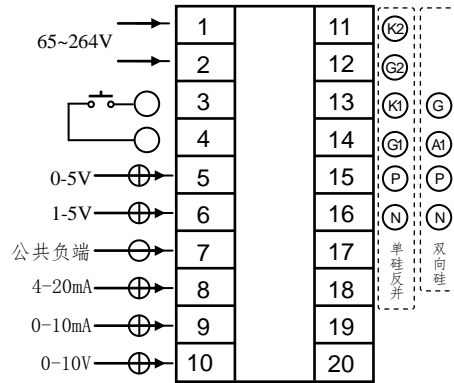 1 11 K2
65~264V
2 12 G2
3 13 K1 G
4 14 G1 A1
0-5V 5 15 P P
1-5V 6 16 N N
公共负端 7 17
4-20mA 8 18
0-10mA 9 19
0-10V 10 20
单硅反并
双向硅